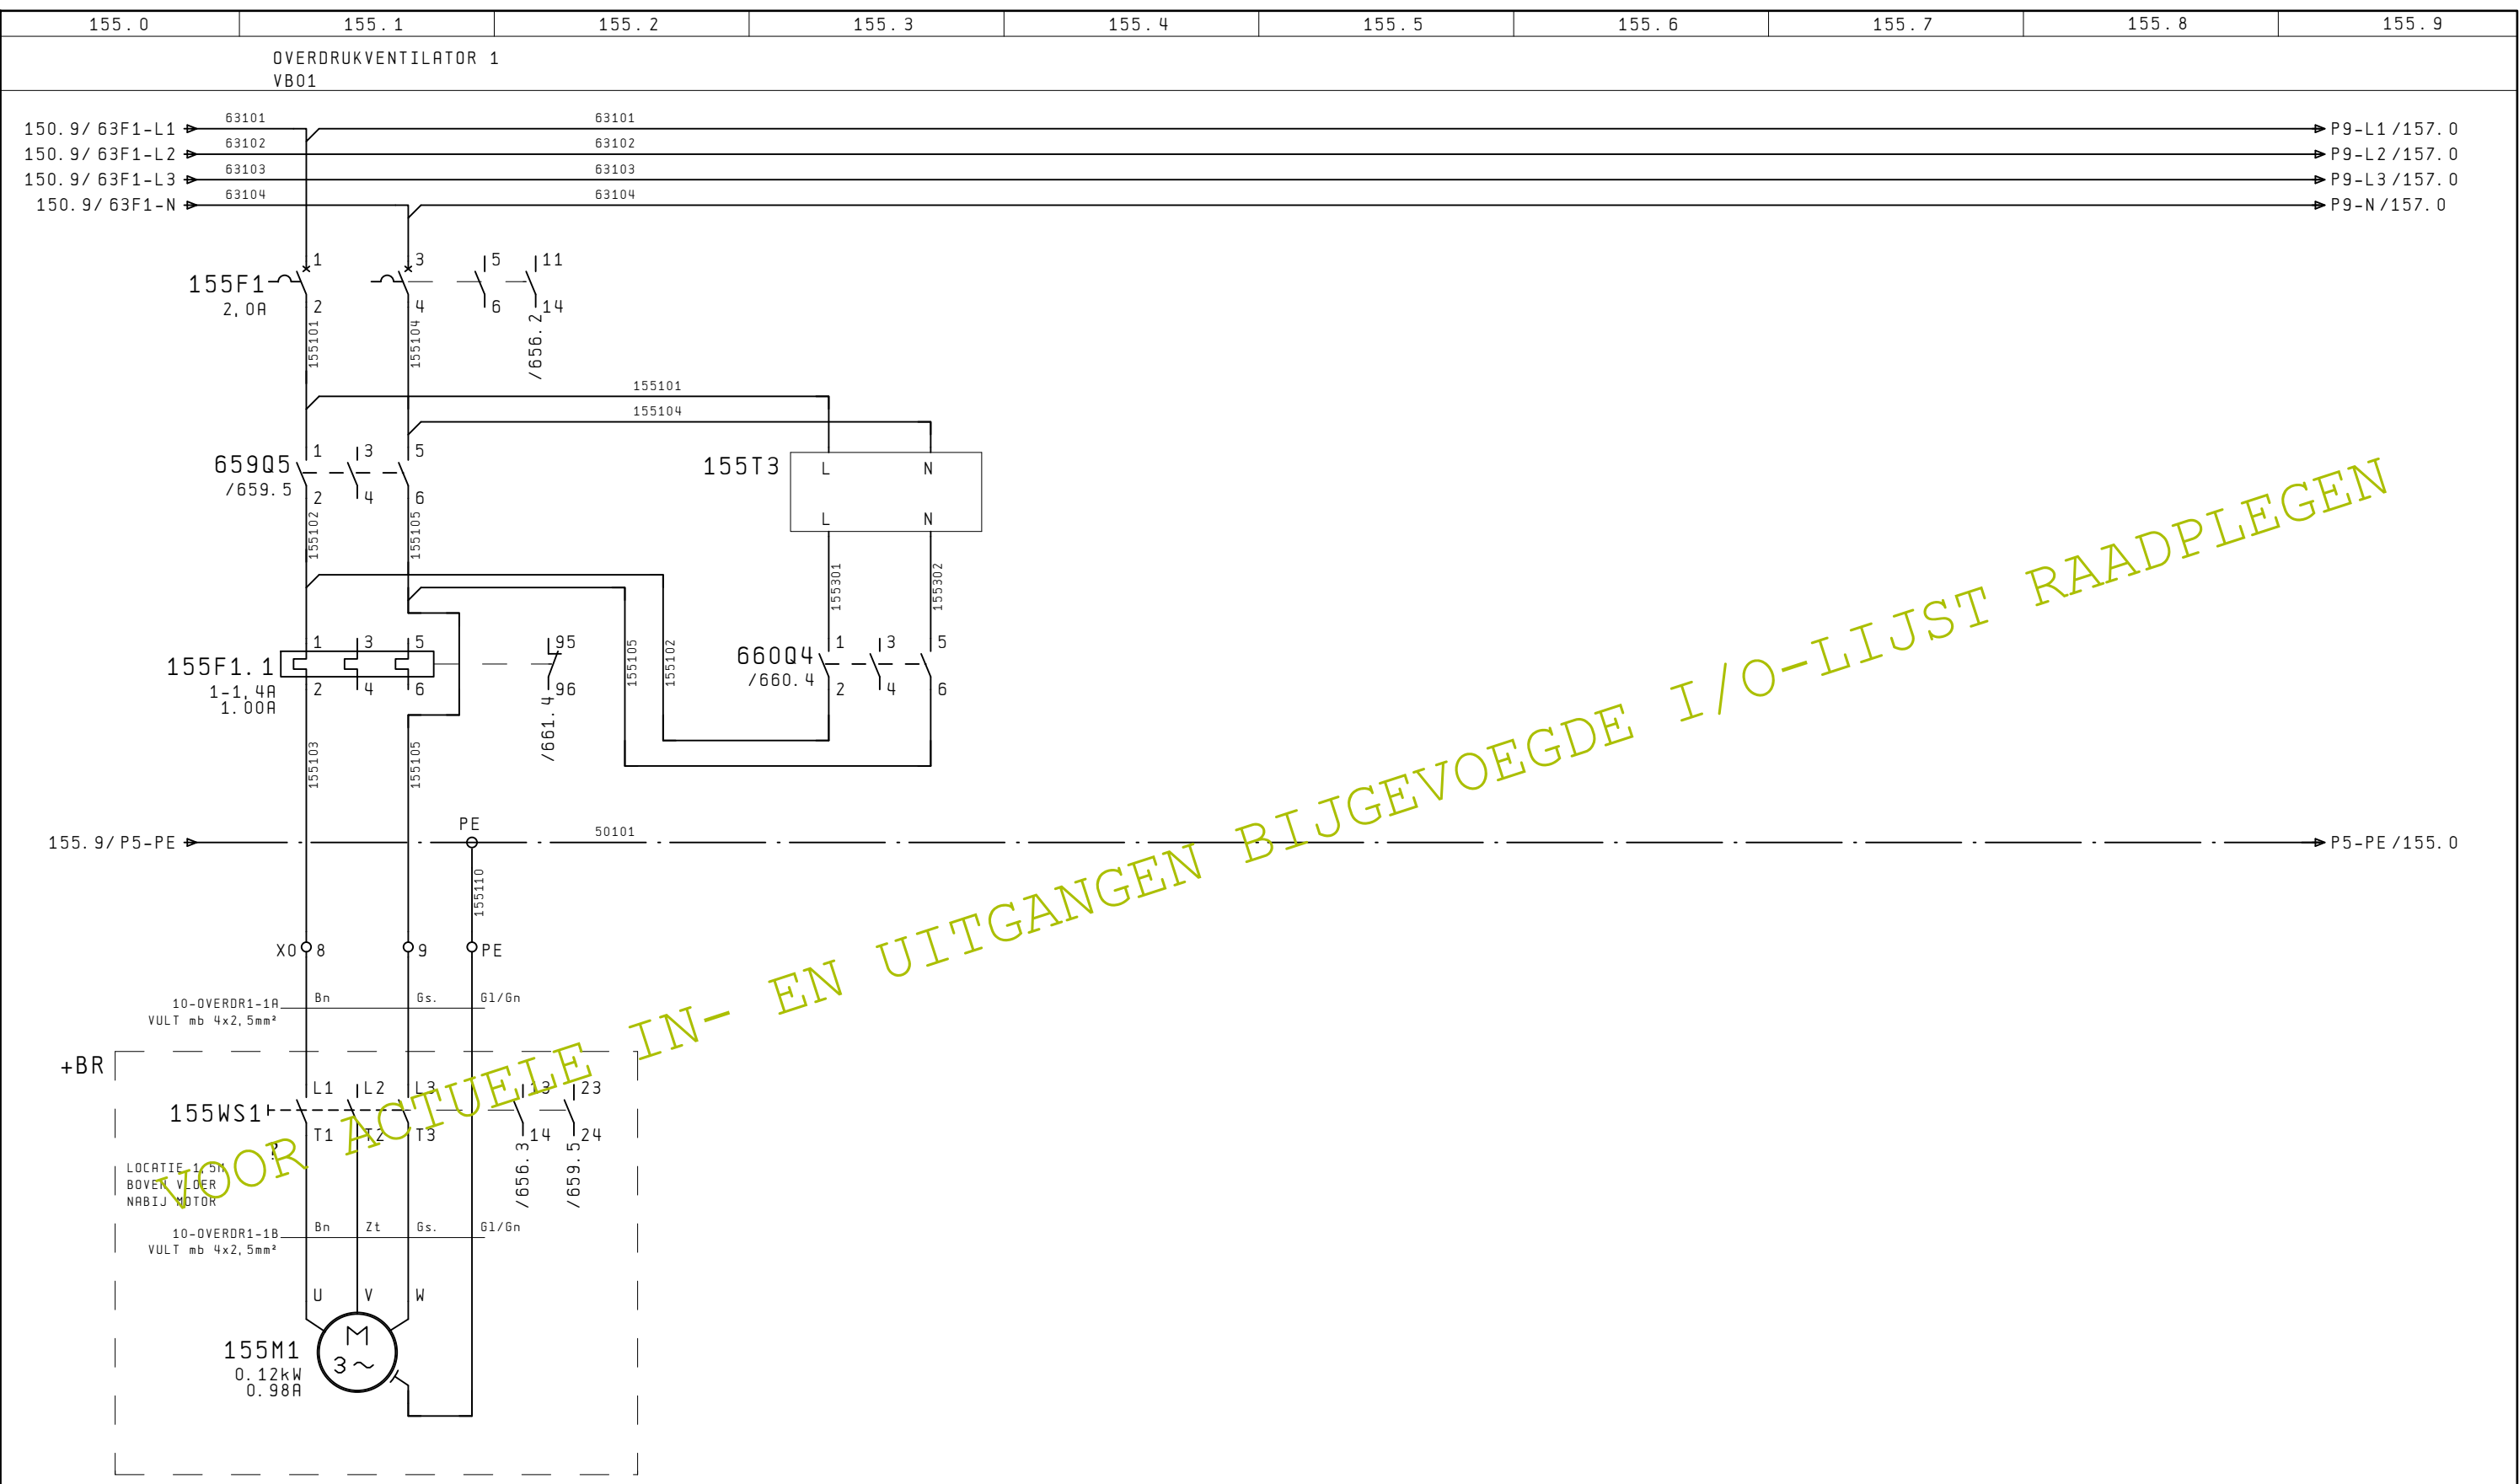 155.0 155.1 155.2 155.3 155.4 155.5 155.6 155.7 155.8 155.9
OVERDRUKVENTILATOR 1
VB01
150.9/63F1-L1 63101 63101 P9-L1/157.0
150.9/63F1-L2 63102 63102 P9-L2/157.0
150.9/63F1-L3 63103 63103 P9-L3/157.0
150.9/63F1-N 63104 63104 P9-N/157.0
1 3 5 11
155F1
2,0A
2 4 6 14
155101 155104 /656.2
155101
155104
1 3 5
659Q5
/659.5
2 4 6
155T3
L N
L N
155102 155105
155301 155302
1 3 5 95
155F1.1
1-1,4A
1.00A
2 4 6 96
/661.4
155105 155102
1 3 5
660Q4
/660.4
2 4 6
155103 155105
155.9/P5-PE PE 50101 P5-PE/155.0
155110
X0 8 9 PE
10-OVERDR1-1A Bn Gs. Gl/Gn
VULT mb 4x2,5mm²
+BR
L1 L2 L3 13 23
155WS1
T1 T2 T3 14 24
/656.3 /659.5
LOCATIE 1,5M
BOVEN VLOER
NABIJ MOTOR
10-OVERDR1-1B Bn Zt Gs. Gl/Gn
VULT mb 4x2,5mm²
U V W
155M1
0.12kW
0.98A
M
3~
VOOR ACTUELE IN- EN UITGANGEN BIJGEVOEGDE I/O-LIJST RAADPLEGEN